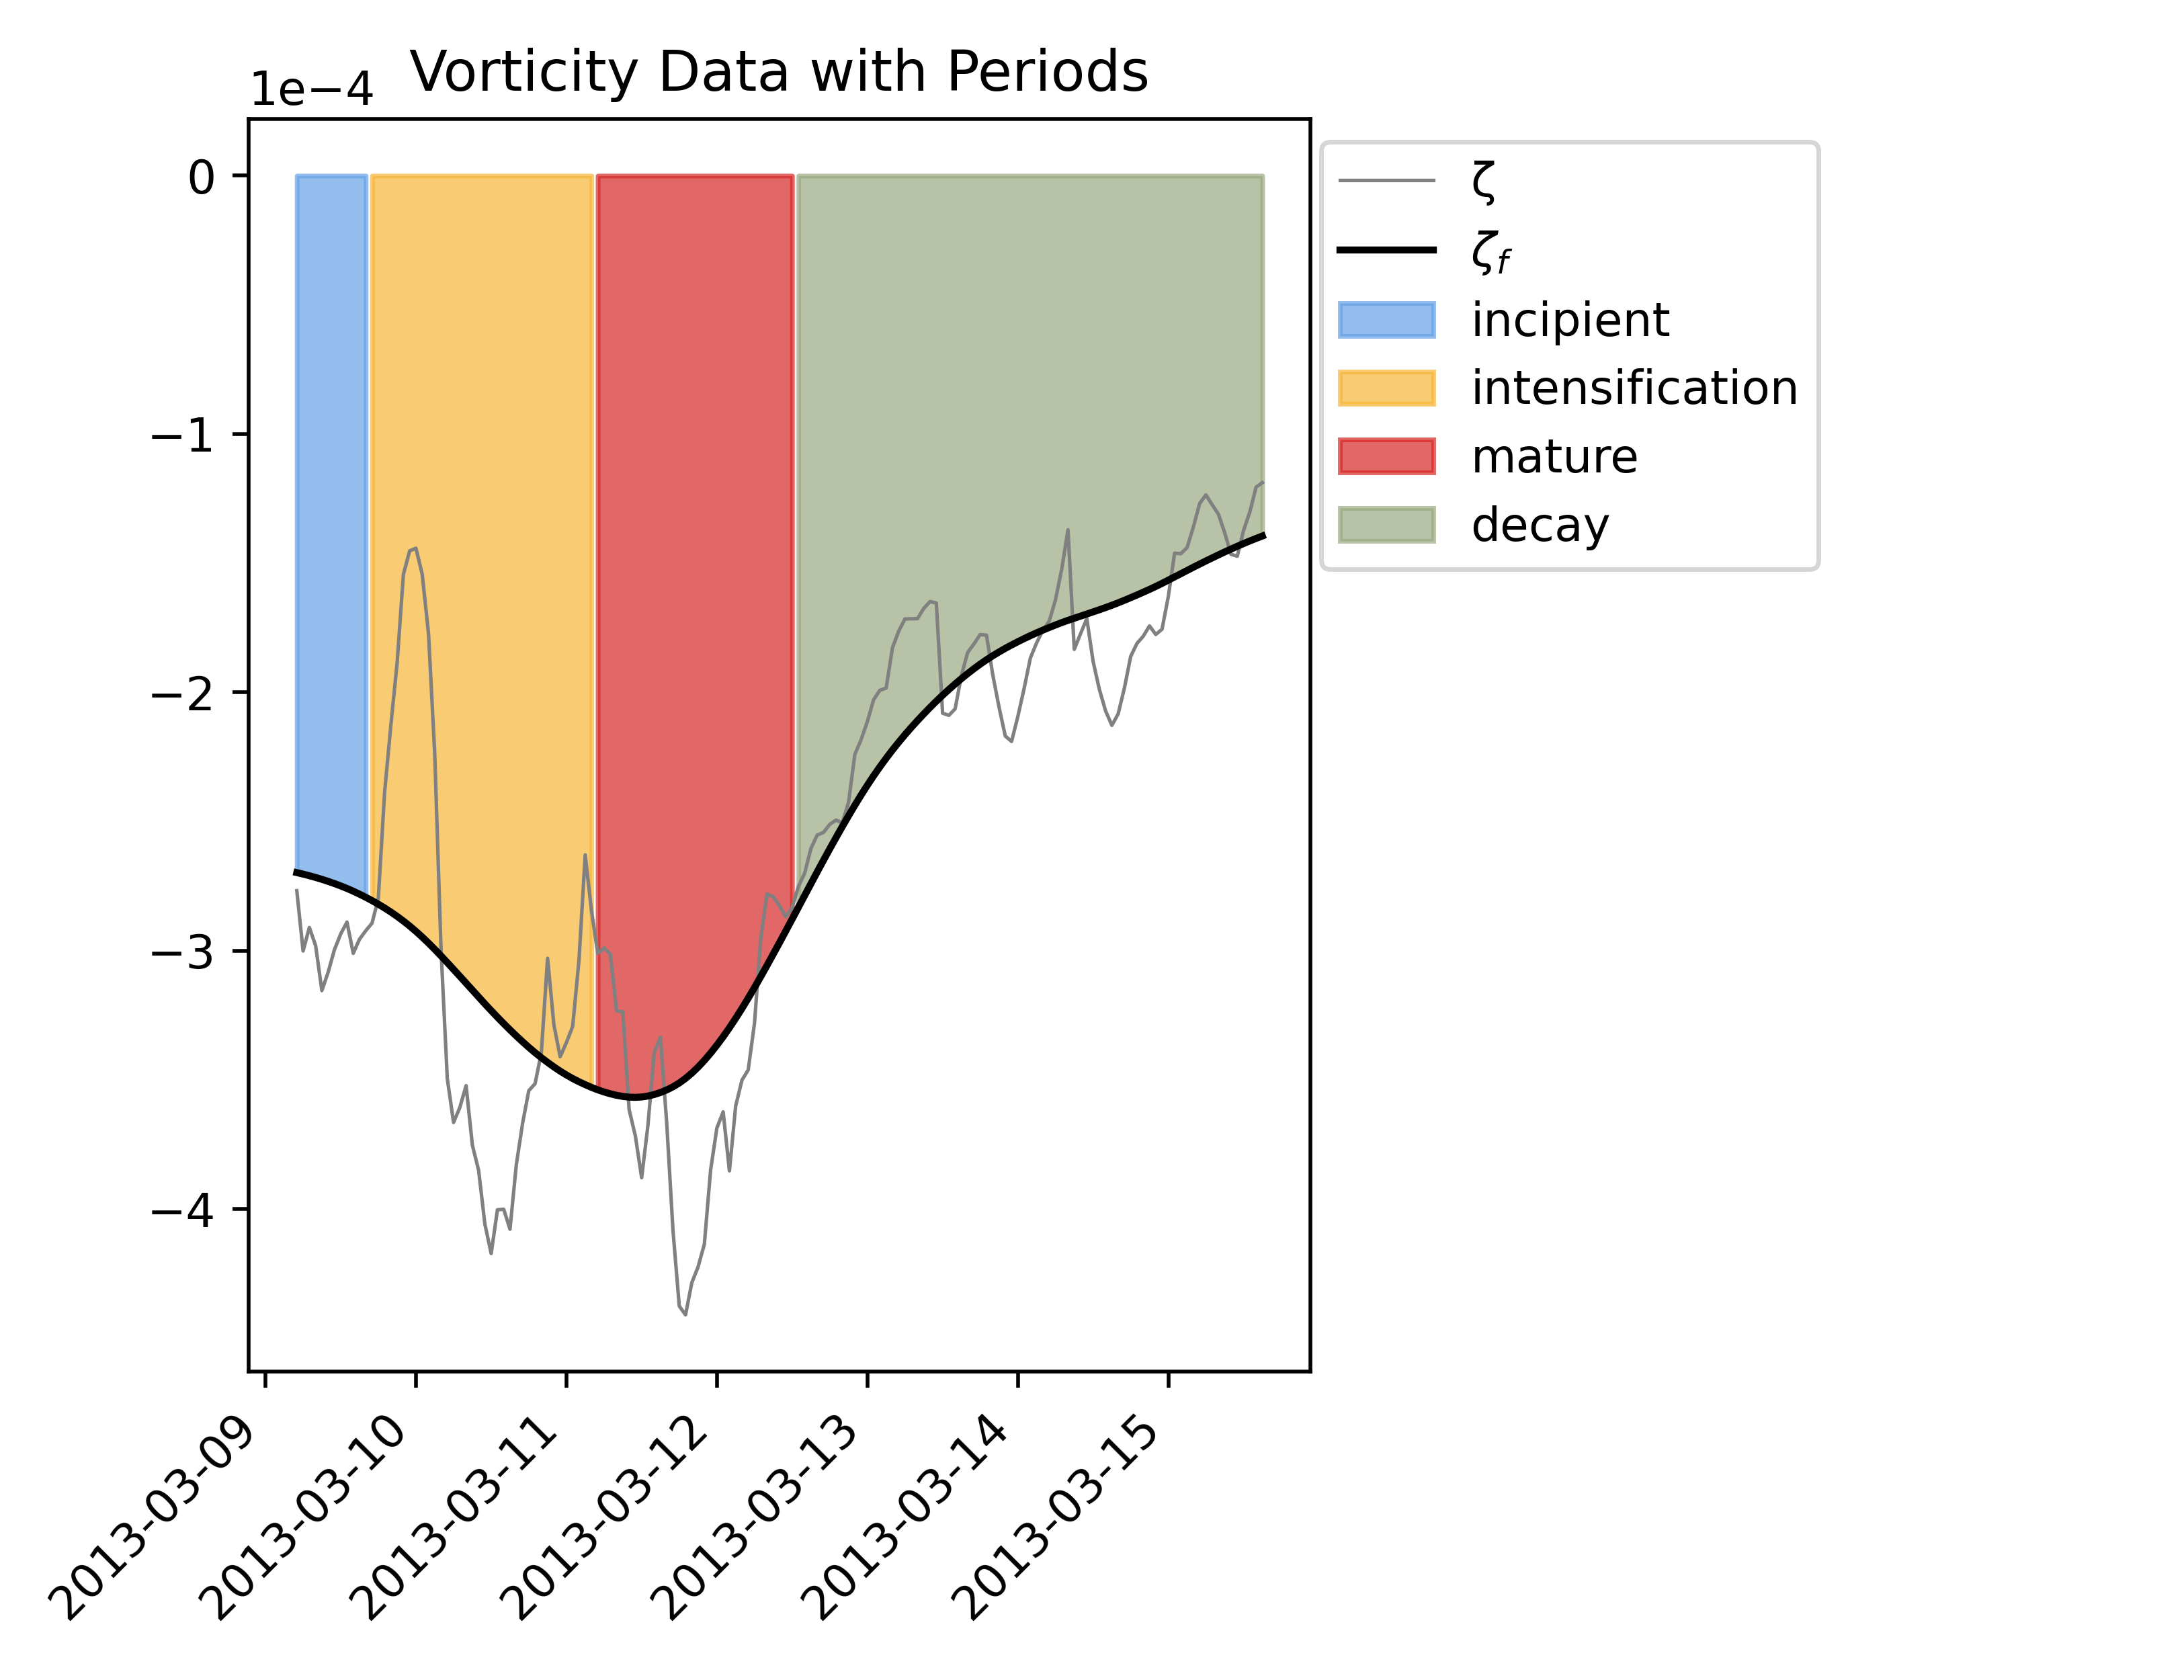 Vorticity Data with Periods
1e−4
0
−1
−2
−3
−4
2013-03-09
2013-03-10
2013-03-11
2013-03-12
2013-03-13
2013-03-14
2013-03-15
ζ
ζf
incipient
intensification
mature
decay